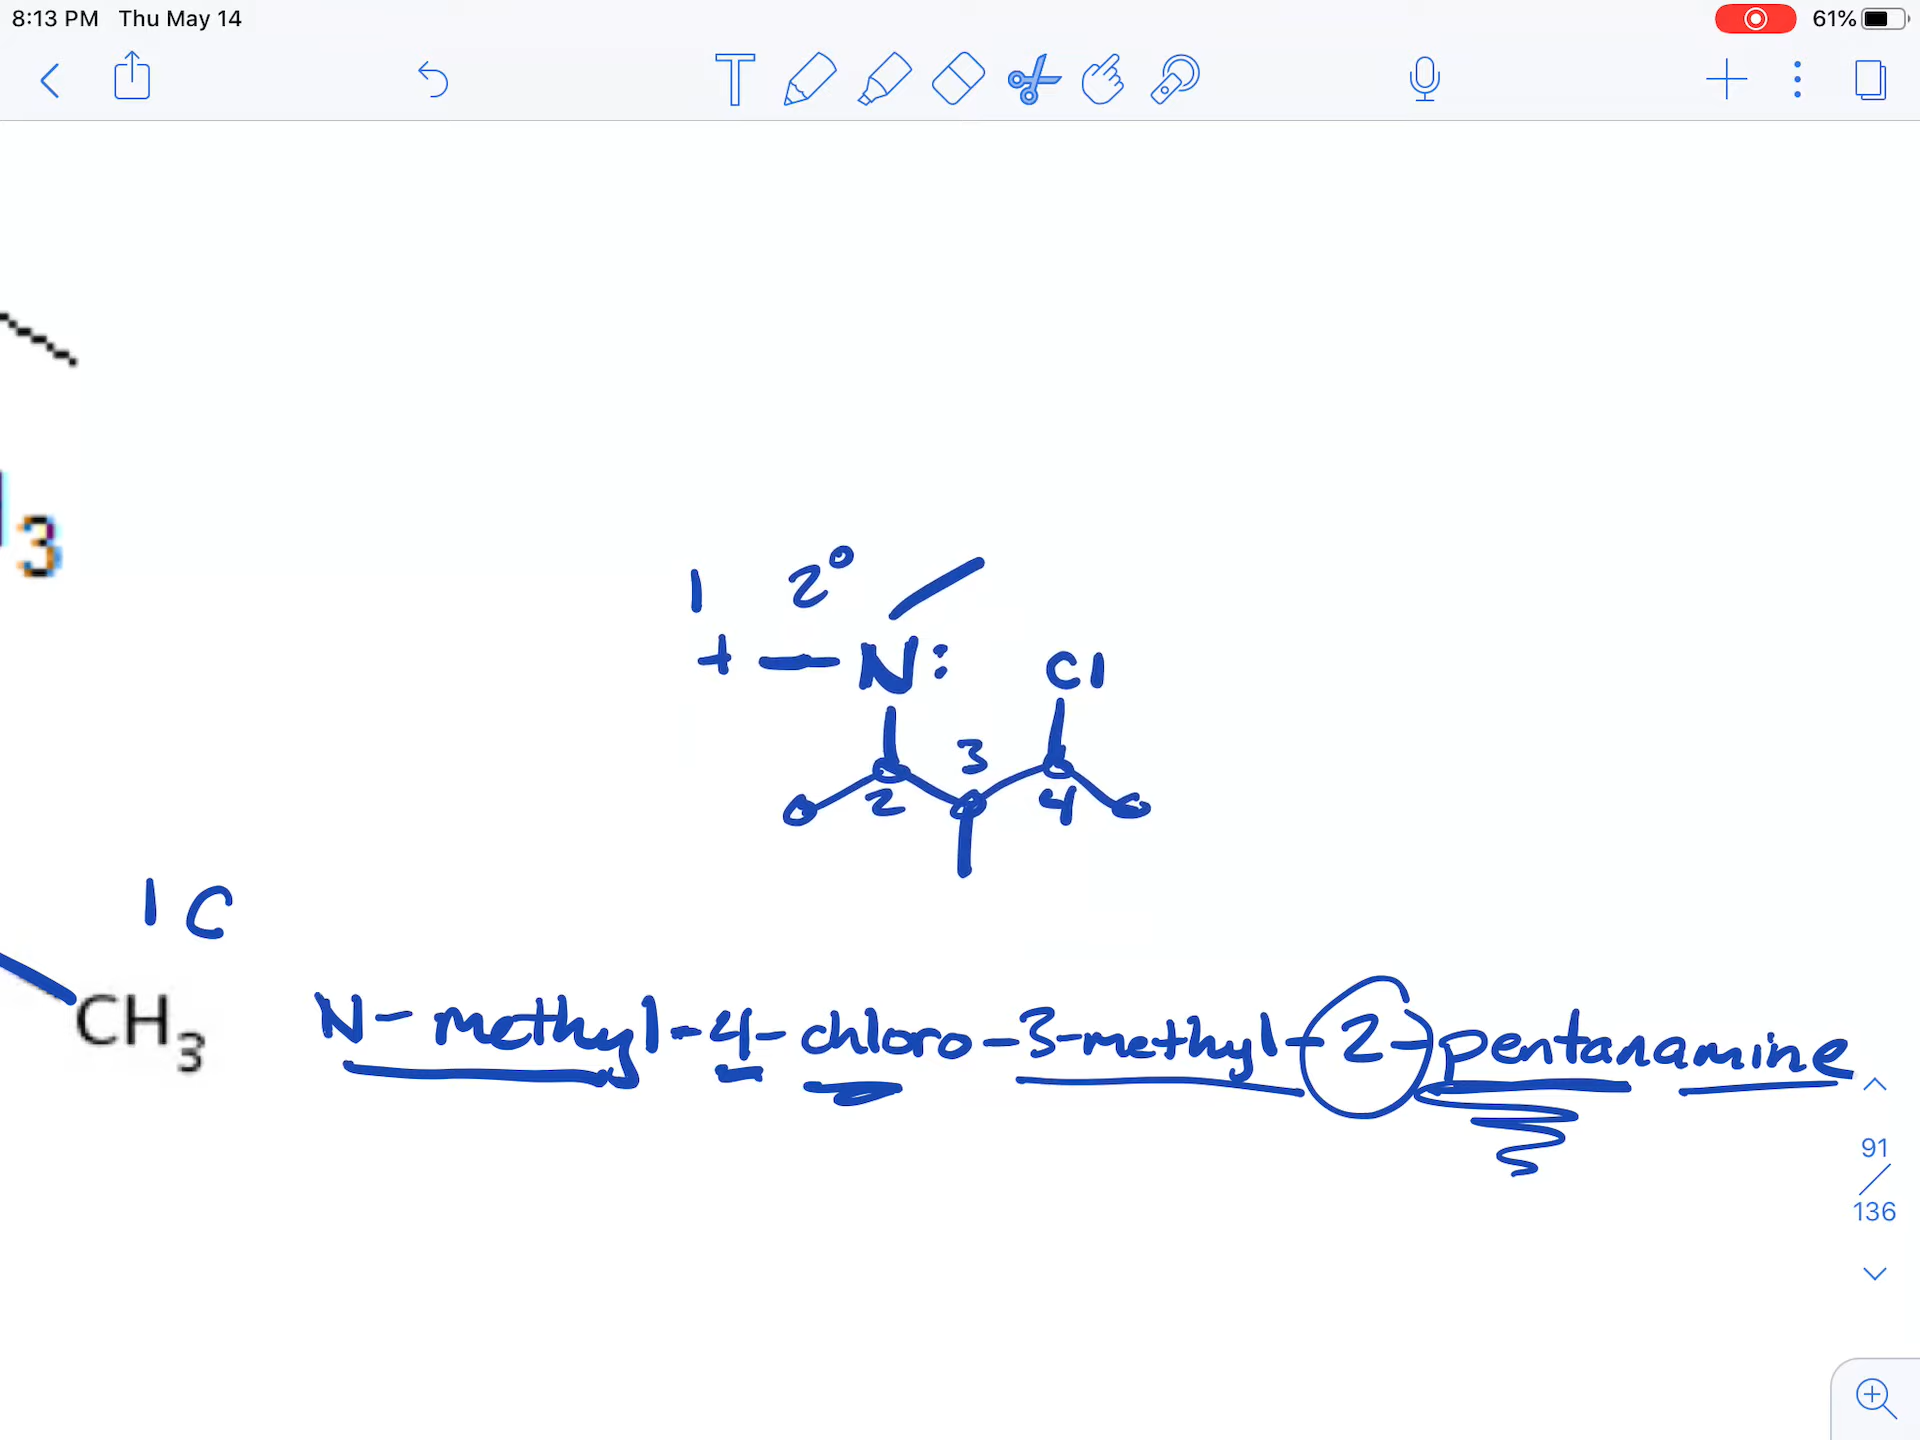 8:13 PM Thu May 14
61%
T
3
1 2°
+ — N: Cl
3
2 4
1 C
CH3
N- methyl-4-chloro-3-methyl-2-pentanamine
91
136